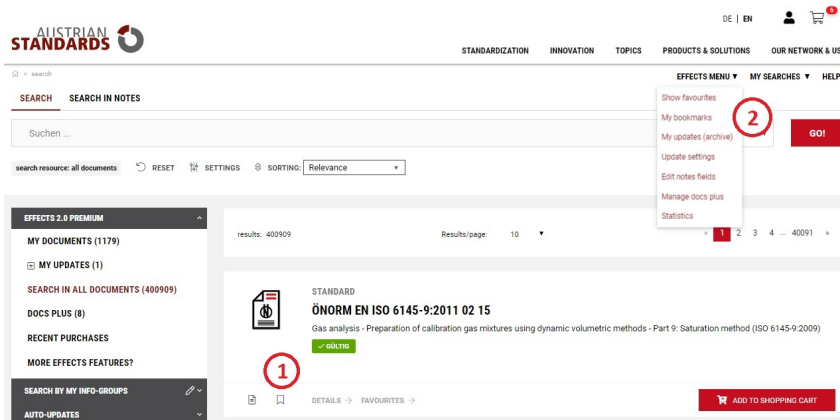 DE | EN
6
AUSTRIAN
STANDARDS
STANDARDIZATION INNOVATION TOPICS PRODUCTS & SOLUTIONS OUR NETWORK & US
» search
EFFECTS MENU ▼ MY SEARCHES ▼ HELP
SEARCH SEARCH IN NOTES
Show favourites
My bookmarks
My updates (archive)
Update settings
Edit notes fields
Manage docs plus
Statistics
2
Suchen ...
GO!
search resource: all documents RESET SETTINGS SORTING: Relevance
EFFECTS 2.0 PREMIUM
MY DOCUMENTS (1179)
MY UPDATES (1)
SEARCH IN ALL DOCUMENTS (400909)
DOCS PLUS (8)
RECENT PURCHASES
MORE EFFECTS FEATURES?
SEARCH BY MY INFO-GROUPS
AUTO-UPDATES
results: 400909 Results/page: 10 ▼ « 1 2 3 4 ... 40091 »
STANDARD
ÖNORM EN ISO 6145-9:2011 02 15
Gas analysis - Preparation of calibration gas mixtures using dynamic volumetric methods - Part 9: Saturation method (ISO 6145-9:2009)
✓ GÜLTIG
1
DETAILS → FAVOURITES → ADD TO SHOPPING CART